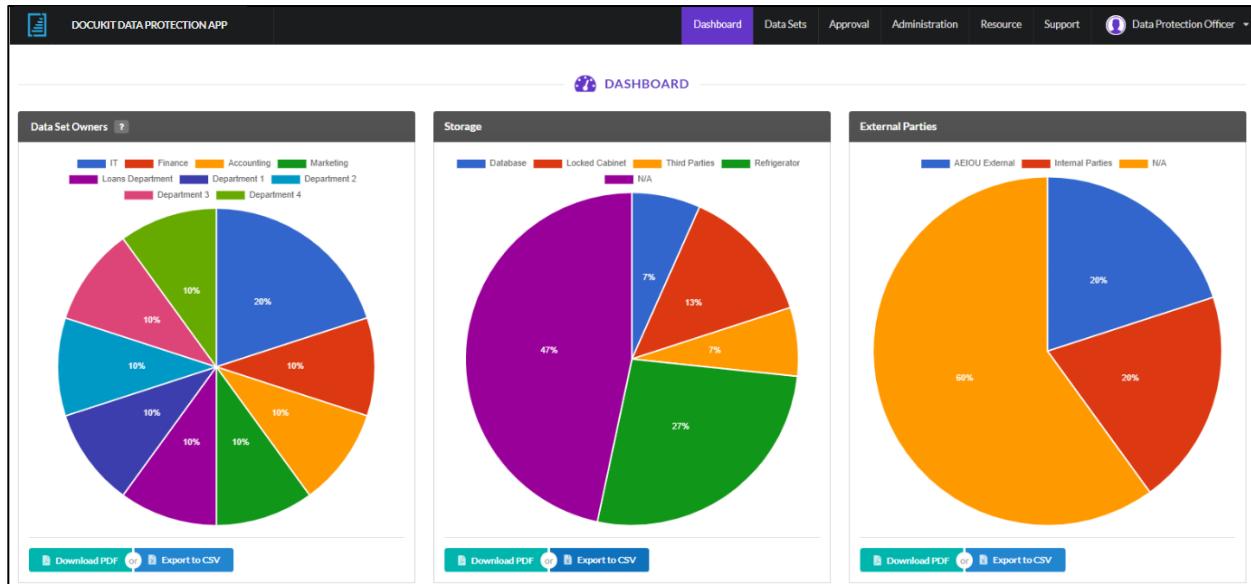 DOCUKIT DATA PROTECTION APP
Dashboard
Data Sets
Approval
Administration
Resource
Support
Data Protection Officer
DASHBOARD
Data Set Owners ?
IT Finance Accounting Marketing
Loans Department Department 1 Department 2
Department 3 Department 4
10%
20%
10%
10%
10%
10%
10%
10%
10%
Download PDF or Export to CSV
Storage
Database Locked Cabinet Third Parties Refrigerator
N/A
7%
13%
47%
7%
27%
Download PDF or Export to CSV
External Parties
AEIOU External Internal Parties N/A
20%
60%
20%
Download PDF or Export to CSV